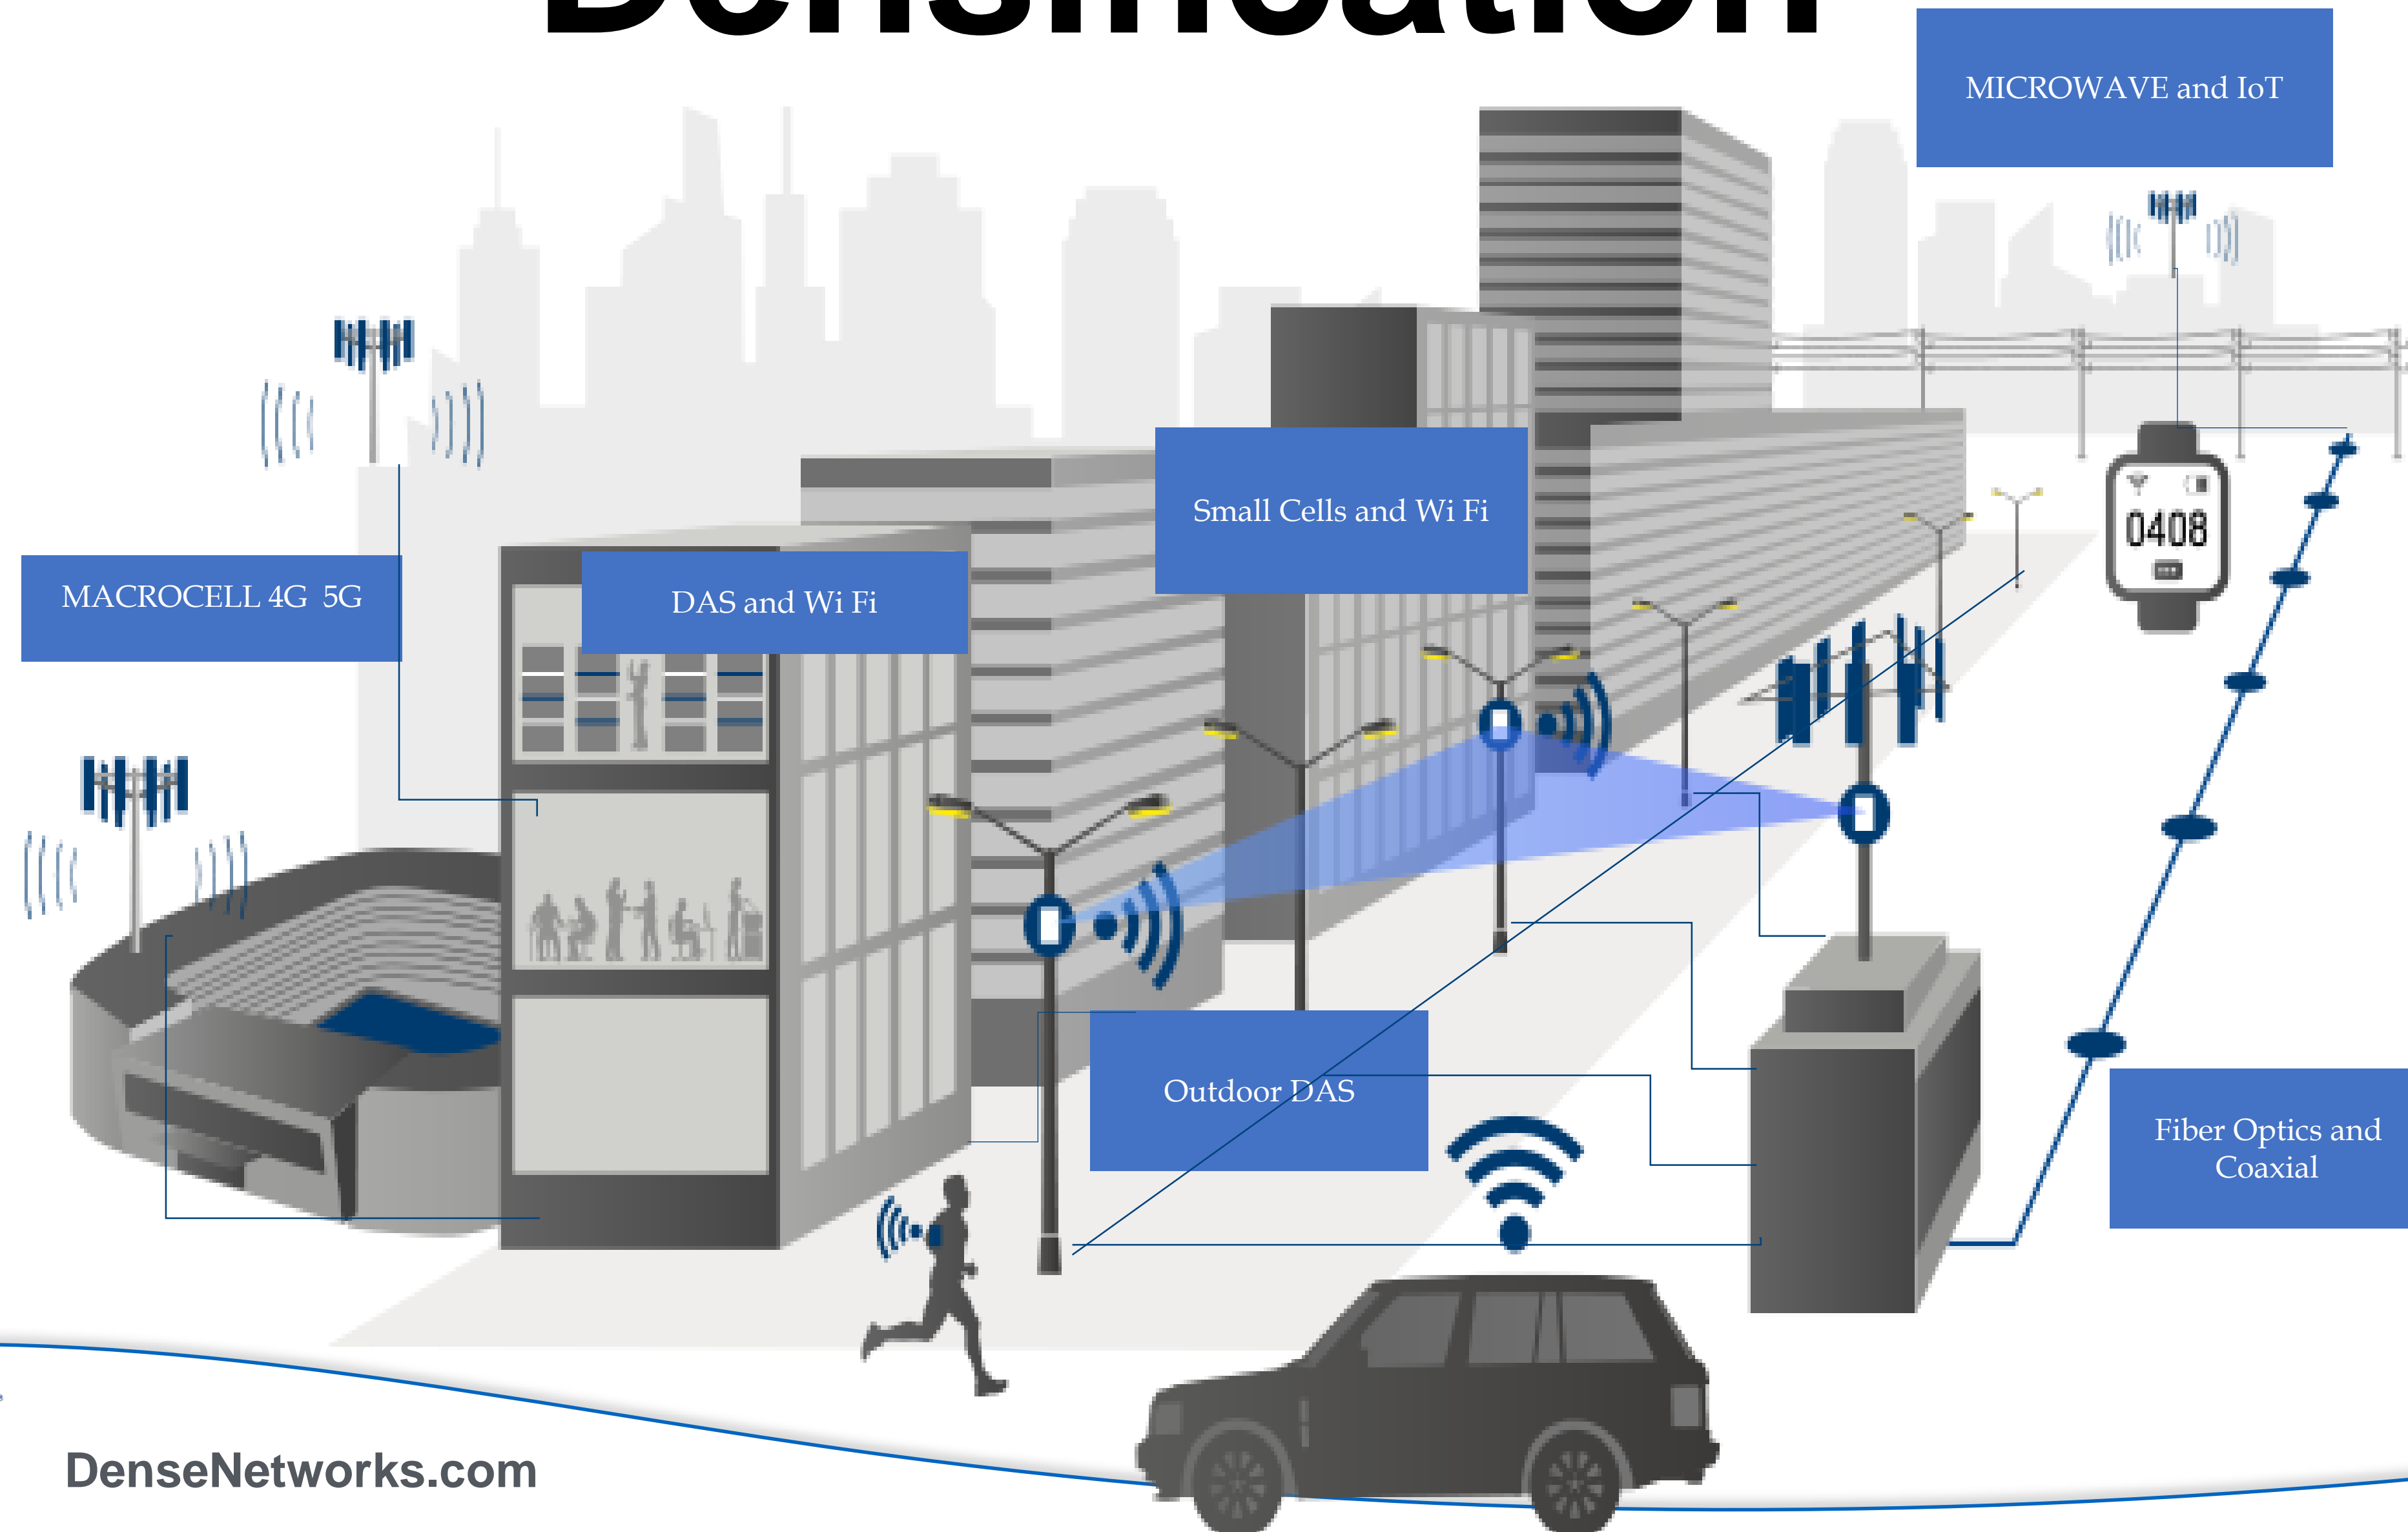 Densification
MICROWAVE and IoT
Small Cells and Wi Fi
MACROCELL 4G 5G
DAS and Wi Fi
0408
Outdoor DAS
Fiber Optics and
Coaxial
DenseNetworks.com